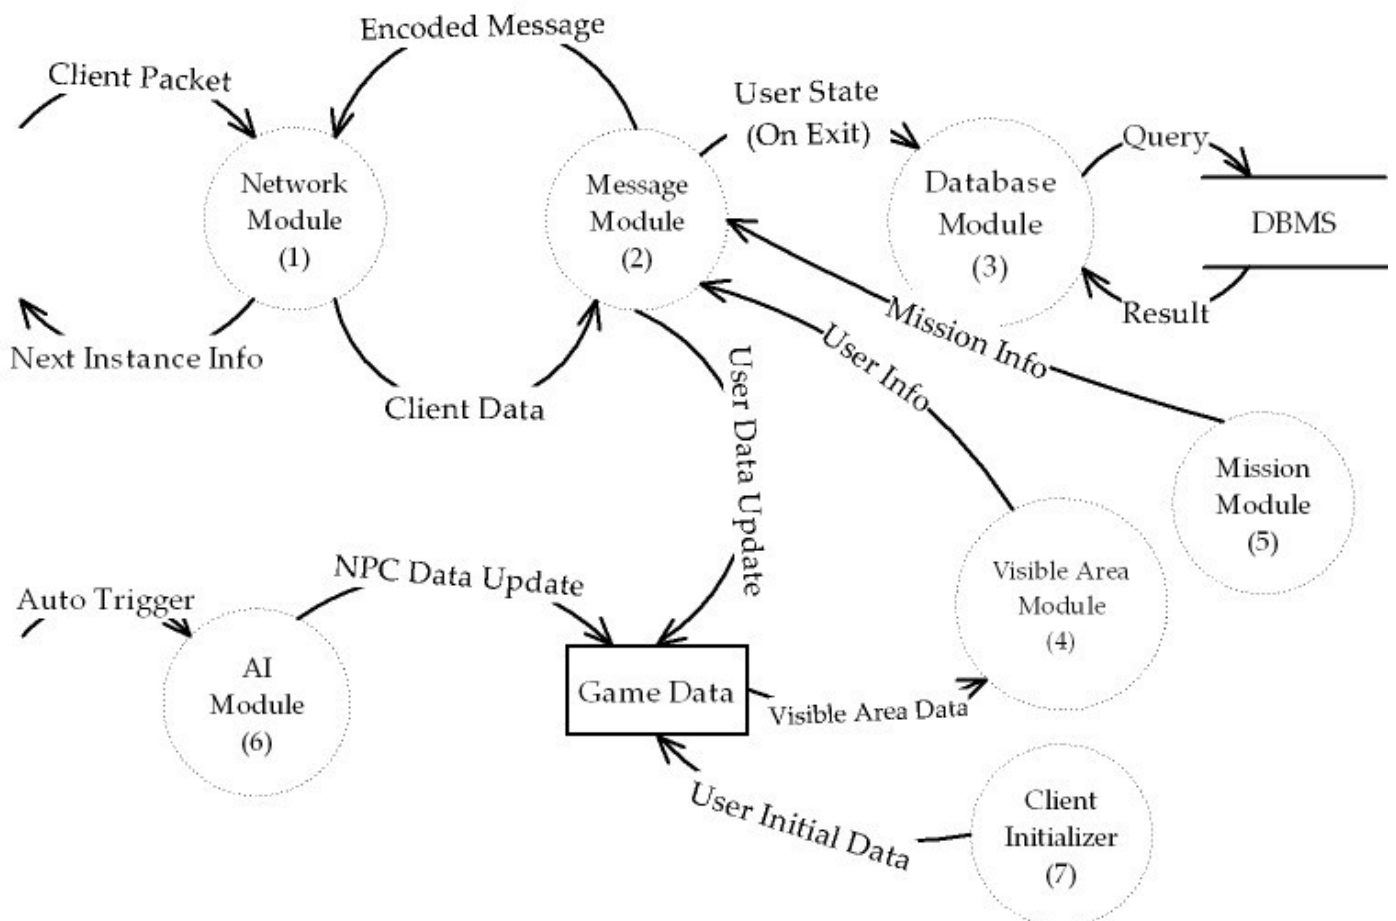 Encoded Message
Client Packet
User State
(On Exit)
Query
Network
Module
(1)
Message
Module
(2)
Database
Module
(3)
DBMS
Result
Next Instance Info
Client Data
Mission Info
User Info
User Data Update
Mission
Module
(5)
Visible Area
Module
(4)
NPC Data Update
Auto Trigger
AI
Module
(6)
Game Data
Visible Area Data
User Initial Data
Client
Initializer
(7)